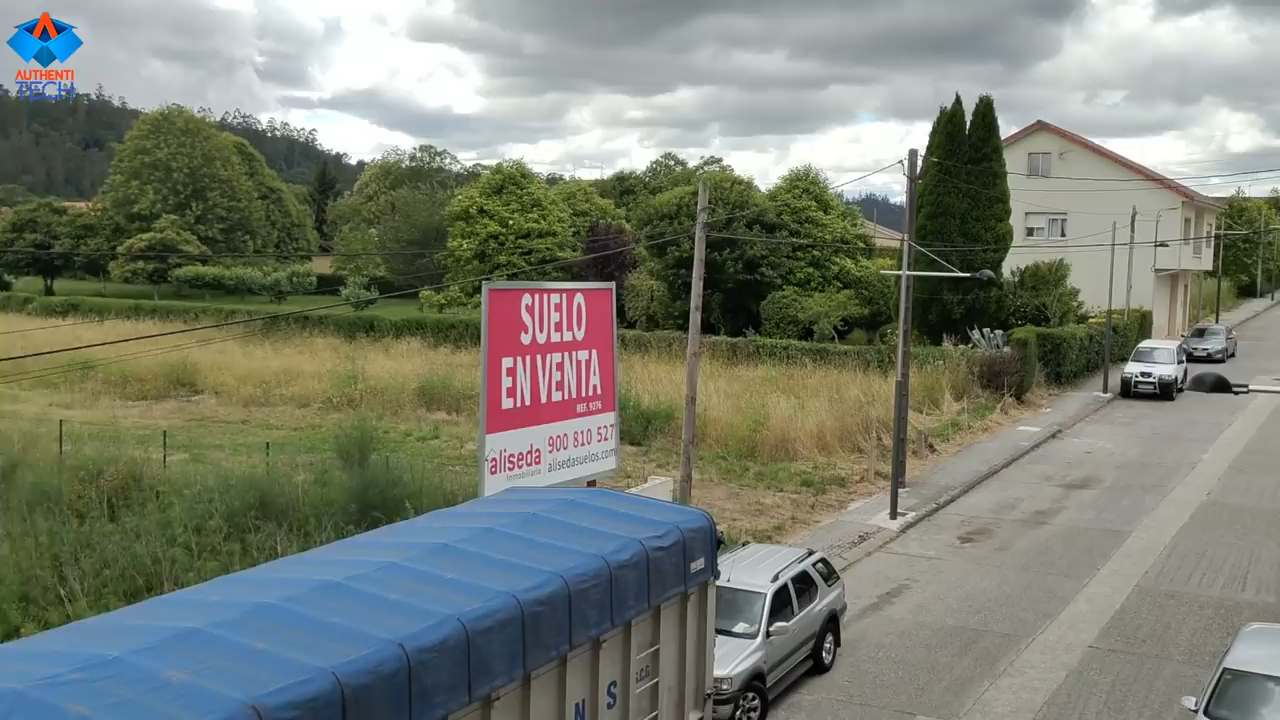 AUTHENTI
TECH
SUELO
EN VENTA
REF. 9276
aliseda
Inmobiliaria
900 810 527
alisedasuelos.com
N S